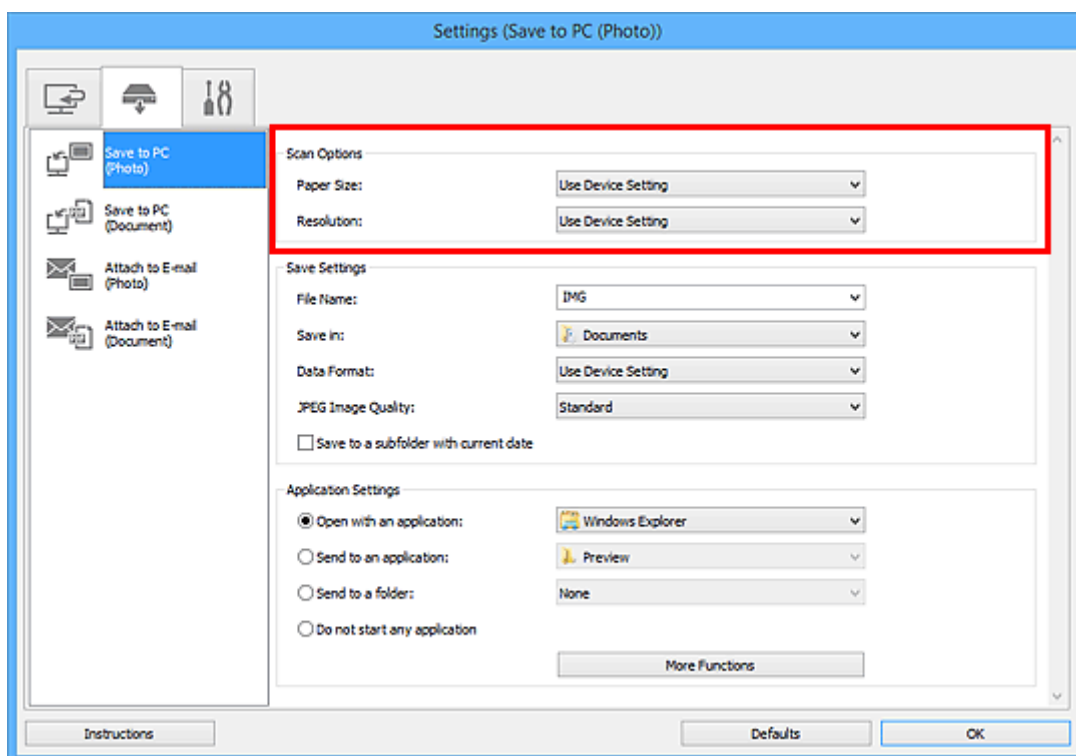 Settings (Save to PC (Photo))
Save to PC
(Photo)
Save to PC
(Document)
Attach to E-mail
(Photo)
Attach to E-mail
(Document)
Scan Options
Paper Size: Use Device Setting
Resolution: Use Device Setting
Save Settings
File Name: IMG
Save in: Documents
Data Format: Use Device Setting
JPEG Image Quality: Standard
Save to a subfolder with current date
Application Settings
Open with an application: Windows Explorer
Send to an application: Preview
Send to a folder: None
Do not start any application
More Functions
Instructions Defaults OK